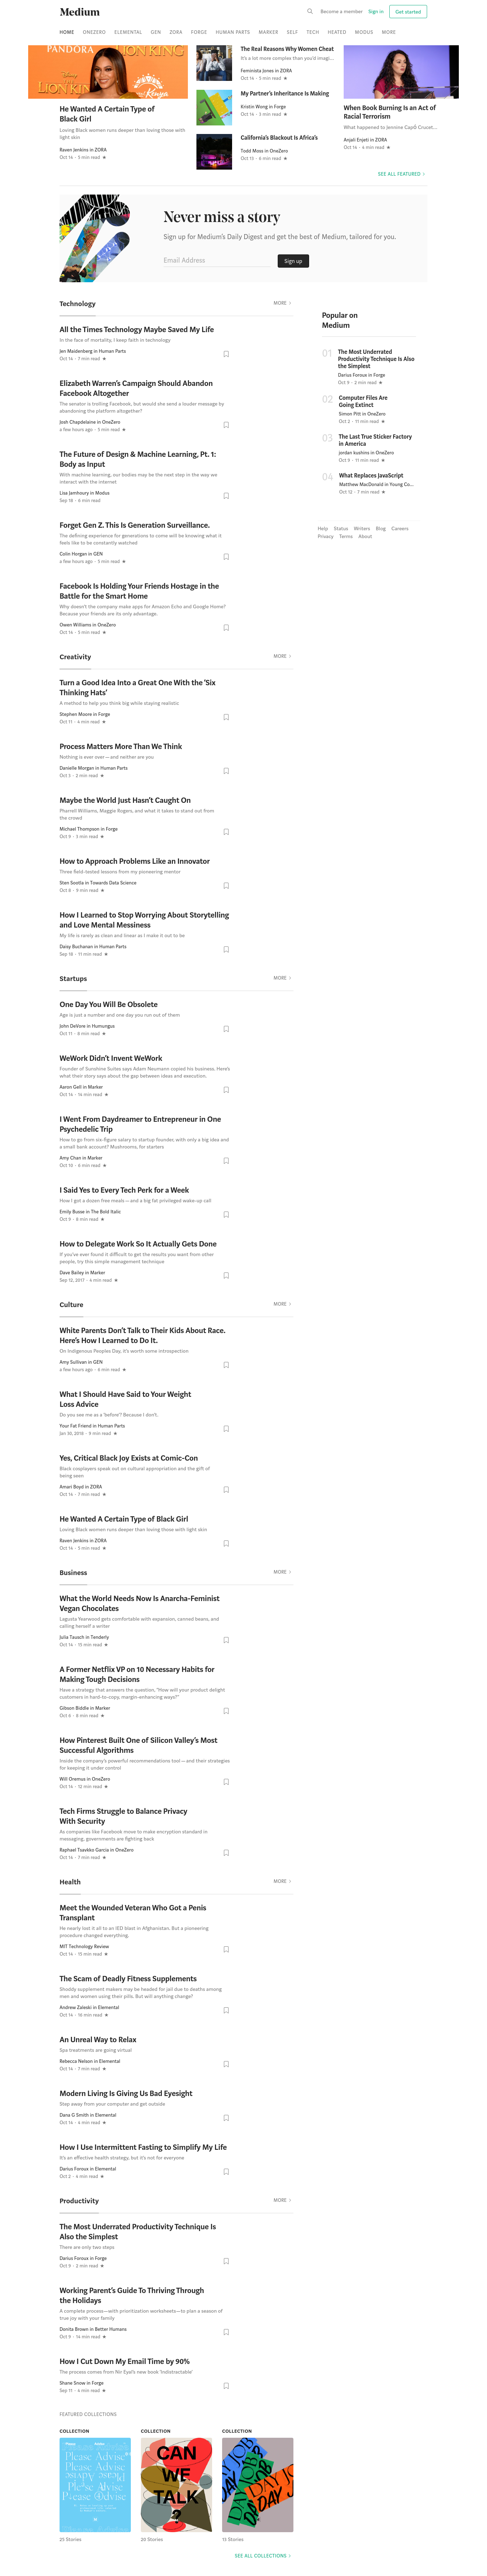 Medium
Become a member
Sign in
Get started
HOME ONEZERO ELEMENTAL GEN ZORA FORGE HUMAN PARTS MARKER SELF TECH HEATED MODUS MORE
PANDORA
He Wanted A Certain Type of
Black Girl
Loving Black women runs deeper than loving those with
light skin
Raven Jenkins in ZORA
Oct 14 · 5 min read ★
The Real Reasons Why Women Cheat
It's a lot more complex than you'd imagi…
Feminista Jones in ZORA
Oct 14 · 5 min read ★
My Partner's Inheritance Is Making
Kristin Wong in Forge
Oct 14 · 3 min read ★
California's Blackout Is Africa's
Todd Moss in OneZero
Oct 13 · 4 min read ★
When Book Burning Is an Act of
Racial Terrorism
What happened to Jennine Capó Crucet…
Anjali Enjeti in ZORA
Oct 14 · 4 min read ★
SEE ALL FEATURED
Never miss a story
Sign up for Medium's Daily Digest and get the best of Medium, tailored for you.
Email Address
Sign up
Technology
MORE
All the Times Technology Maybe Saved My Life
In the face of mortality, I keep faith in technology
Jen Maidenberg in Human Parts
Oct 14 · 7 min read ★
Elizabeth Warren's Campaign Should Abandon
Facebook Altogether
The senator is trolling Facebook, but would she send a louder message by
abandoning the platform altogether?
Josh Chapdelaine in OneZero
a few hours ago · 5 min read ★
The Future of Design & Machine Learning, Pt. 1:
Body as Input
With machine learning, our bodies may be the next step in the way we
interact with the internet
Lisa Jamhoury in Modus
Sep 18 · 6 min read
Forget Gen Z. This Is Generation Surveillance.
The defining experience for generations to come will be knowing what it
feels like to be constantly watched
Colin Horgan in GEN
a few hours ago · 5 min read ★
Facebook Is Holding Your Friends Hostage in the
Battle for the Smart Home
Why doesn't the company make apps for Amazon Echo and Google Home?
Because your friends are its only advantage.
Owen Williams in OneZero
Oct 14 · 5 min read ★
Popular on
Medium
01
The Most Underrated
Productivity Technique Is Also
the Simplest
Darius Foroux in Forge
Oct 9 · 2 min read ★
02
Computer Files Are
Going Extinct
Simon Pitt in OneZero
Oct 2 · 11 min read ★
03
The Last True Sticker Factory
in America
jordan kushins in OneZero
Oct 9 · 11 min read ★
04
What Replaces JavaScript
Matthew MacDonald in Young Co…
Oct 12 · 7 min read ★
Help Status Writers Blog Careers
Privacy Terms About
Creativity
MORE
Turn a Good Idea Into a Great One With the 'Six
Thinking Hats'
A method to help you think big while staying realistic
Stephen Moore in Forge
Oct 11 · 4 min read ★
Process Matters More Than We Think
Nothing is ever over — and neither are you
Danielle Morgan in Human Parts
Oct 3 · 2 min read ★
Maybe the World Just Hasn't Caught On
Pharrell Williams, Maggie Rogers, and what it takes to stand out from
the crowd
Michael Thompson in Forge
Oct 9 · 3 min read ★
How to Approach Problems Like an Innovator
Three field-tested lessons from my pioneering mentor
Sten Sootla in Towards Data Science
Oct 8 · 9 min read ★
How I Learned to Stop Worrying About Storytelling
and Love Mental Messiness
My life is rarely as clean and linear as I make it out to be
Daisy Buchanan in Human Parts
Sep 18 · 11 min read ★
Startups
MORE
One Day You Will Be Obsolete
Age is just a number and one day you run out of them
John DeVore in Humungus
Oct 11 · 6 min read ★
WeWork Didn't Invent WeWork
Founder of Sunshine Suites says Adam Neumann copied his business. Here's
what their story says about the gap between ideas and execution.
Aaron Gell in Marker
Oct 14 · 14 min read ★
I Went From Daydreamer to Entrepreneur in One
Psychedelic Trip
How to go from six-figure salary to startup founder, with only a big idea and
a small bank account? Mushrooms, for starters
Amy Chan in Marker
Oct 10 · 6 min read ★
I Said Yes to Every Tech Perk for a Week
How I got a dozen free meals — and a big fat privileged wake-up call
Emily Busse in The Bold Italic
Oct 9 · 8 min read ★
How to Delegate Work So It Actually Gets Done
If you've ever found it difficult to get the results you want from other
people, try this simple management technique
Dave Bailey in Marker
Sep 12, 2017 · 4 min read ★
Culture
MORE
White Parents Don't Talk to Their Kids About Race.
Here's How I Learned to Do It.
On Indigenous Peoples Day, it's worth some introspection
Amy Sullivan in GEN
a few hours ago · 6 min read ★
What I Should Have Said to Your Weight
Loss Advice
Do you see me as a 'before'? Because I don't.
Your Fat Friend in Human Parts
Jan 30, 2018 · 9 min read ★
Yes, Critical Black Joy Exists at Comic-Con
Black cosplayers speak out on cultural appropriation and the gift of
being seen
Amari Boyd in ZORA
Oct 14 · 7 min read ★
He Wanted A Certain Type of Black Girl
Loving Black women runs deeper than loving those with light skin
Raven Jenkins in ZORA
Oct 14 · 5 min read ★
Business
MORE
What the World Needs Now Is Anarcha-Feminist
Vegan Chocolates
Lagusta Yearwood gets comfortable with expansion, canned beans, and
calling herself a writer
Julia Tausch in Tenderly
Oct 14 · 15 min read ★
A Former Netflix VP on 10 Necessary Habits for
Making Tough Decisions
Have a strategy that answers the question, "How will your product delight
customers in hard-to-copy, margin-enhancing ways?"
Gibson Biddle in Marker
Oct 8 · 8 min read ★
How Pinterest Built One of Silicon Valley's Most
Successful Algorithms
Inside the company's powerful recommendations tool — and their strategies
for keeping it under control
Will Oremus in OneZero
Oct 14 · 12 min read ★
Tech Firms Struggle to Balance Privacy
With Security
As companies like Facebook move to make encryption standard in
messaging, governments are fighting back
Raphael Tsavkko Garcia in OneZero
Oct 14 · 7 min read ★
Health
MORE
Meet the Wounded Veteran Who Got a Penis
Transplant
He nearly lost it all to an IED blast in Afghanistan. But a pioneering
procedure changed everything.
MIT Technology Review
Oct 14 · 15 min read ★
The Scam of Deadly Fitness Supplements
Shoddy supplement makers may be headed for jail due to deaths among
men and women using their pills. But will anything change?
Andrew Zaleski in Elemental
Oct 14 · 16 min read ★
An Unreal Way to Relax
Spa treatments are going virtual
Rebecca Nelson in Elemental
Oct 14 · 7 min read ★
Modern Living Is Giving Us Bad Eyesight
Step away from your computer and get outside
Dana G Smith in Elemental
Oct 14 · 4 min read ★
How I Use Intermittent Fasting to Simplify My Life
It's an effective health strategy, but it's not for everyone
Darius Foroux in Elemental
Oct 2 · 4 min read ★
Productivity
MORE
The Most Underrated Productivity Technique Is
Also the Simplest
There are only two steps
Darius Foroux in Forge
Oct 9 · 2 min read ★
Working Parent's Guide To Thriving Through
the Holidays
A complete process—with prioritization worksheets—to plan a season of
true joy with your family
Donita Brown in Better Humans
Oct 9 · 14 min read ★
How I Cut Down My Email Time by 90%
The process comes from Nir Eyal's new book 'Indistractable'
Shane Snow in Forge
Sep 11 · 4 min read ★
FEATURED COLLECTIONS
COLLECTION
COLLECTION
COLLECTION
Please Advise
CAN
WE
TALK
?
DAY JOB
25 Stories
20 Stories
13 Stories
SEE ALL COLLECTIONS